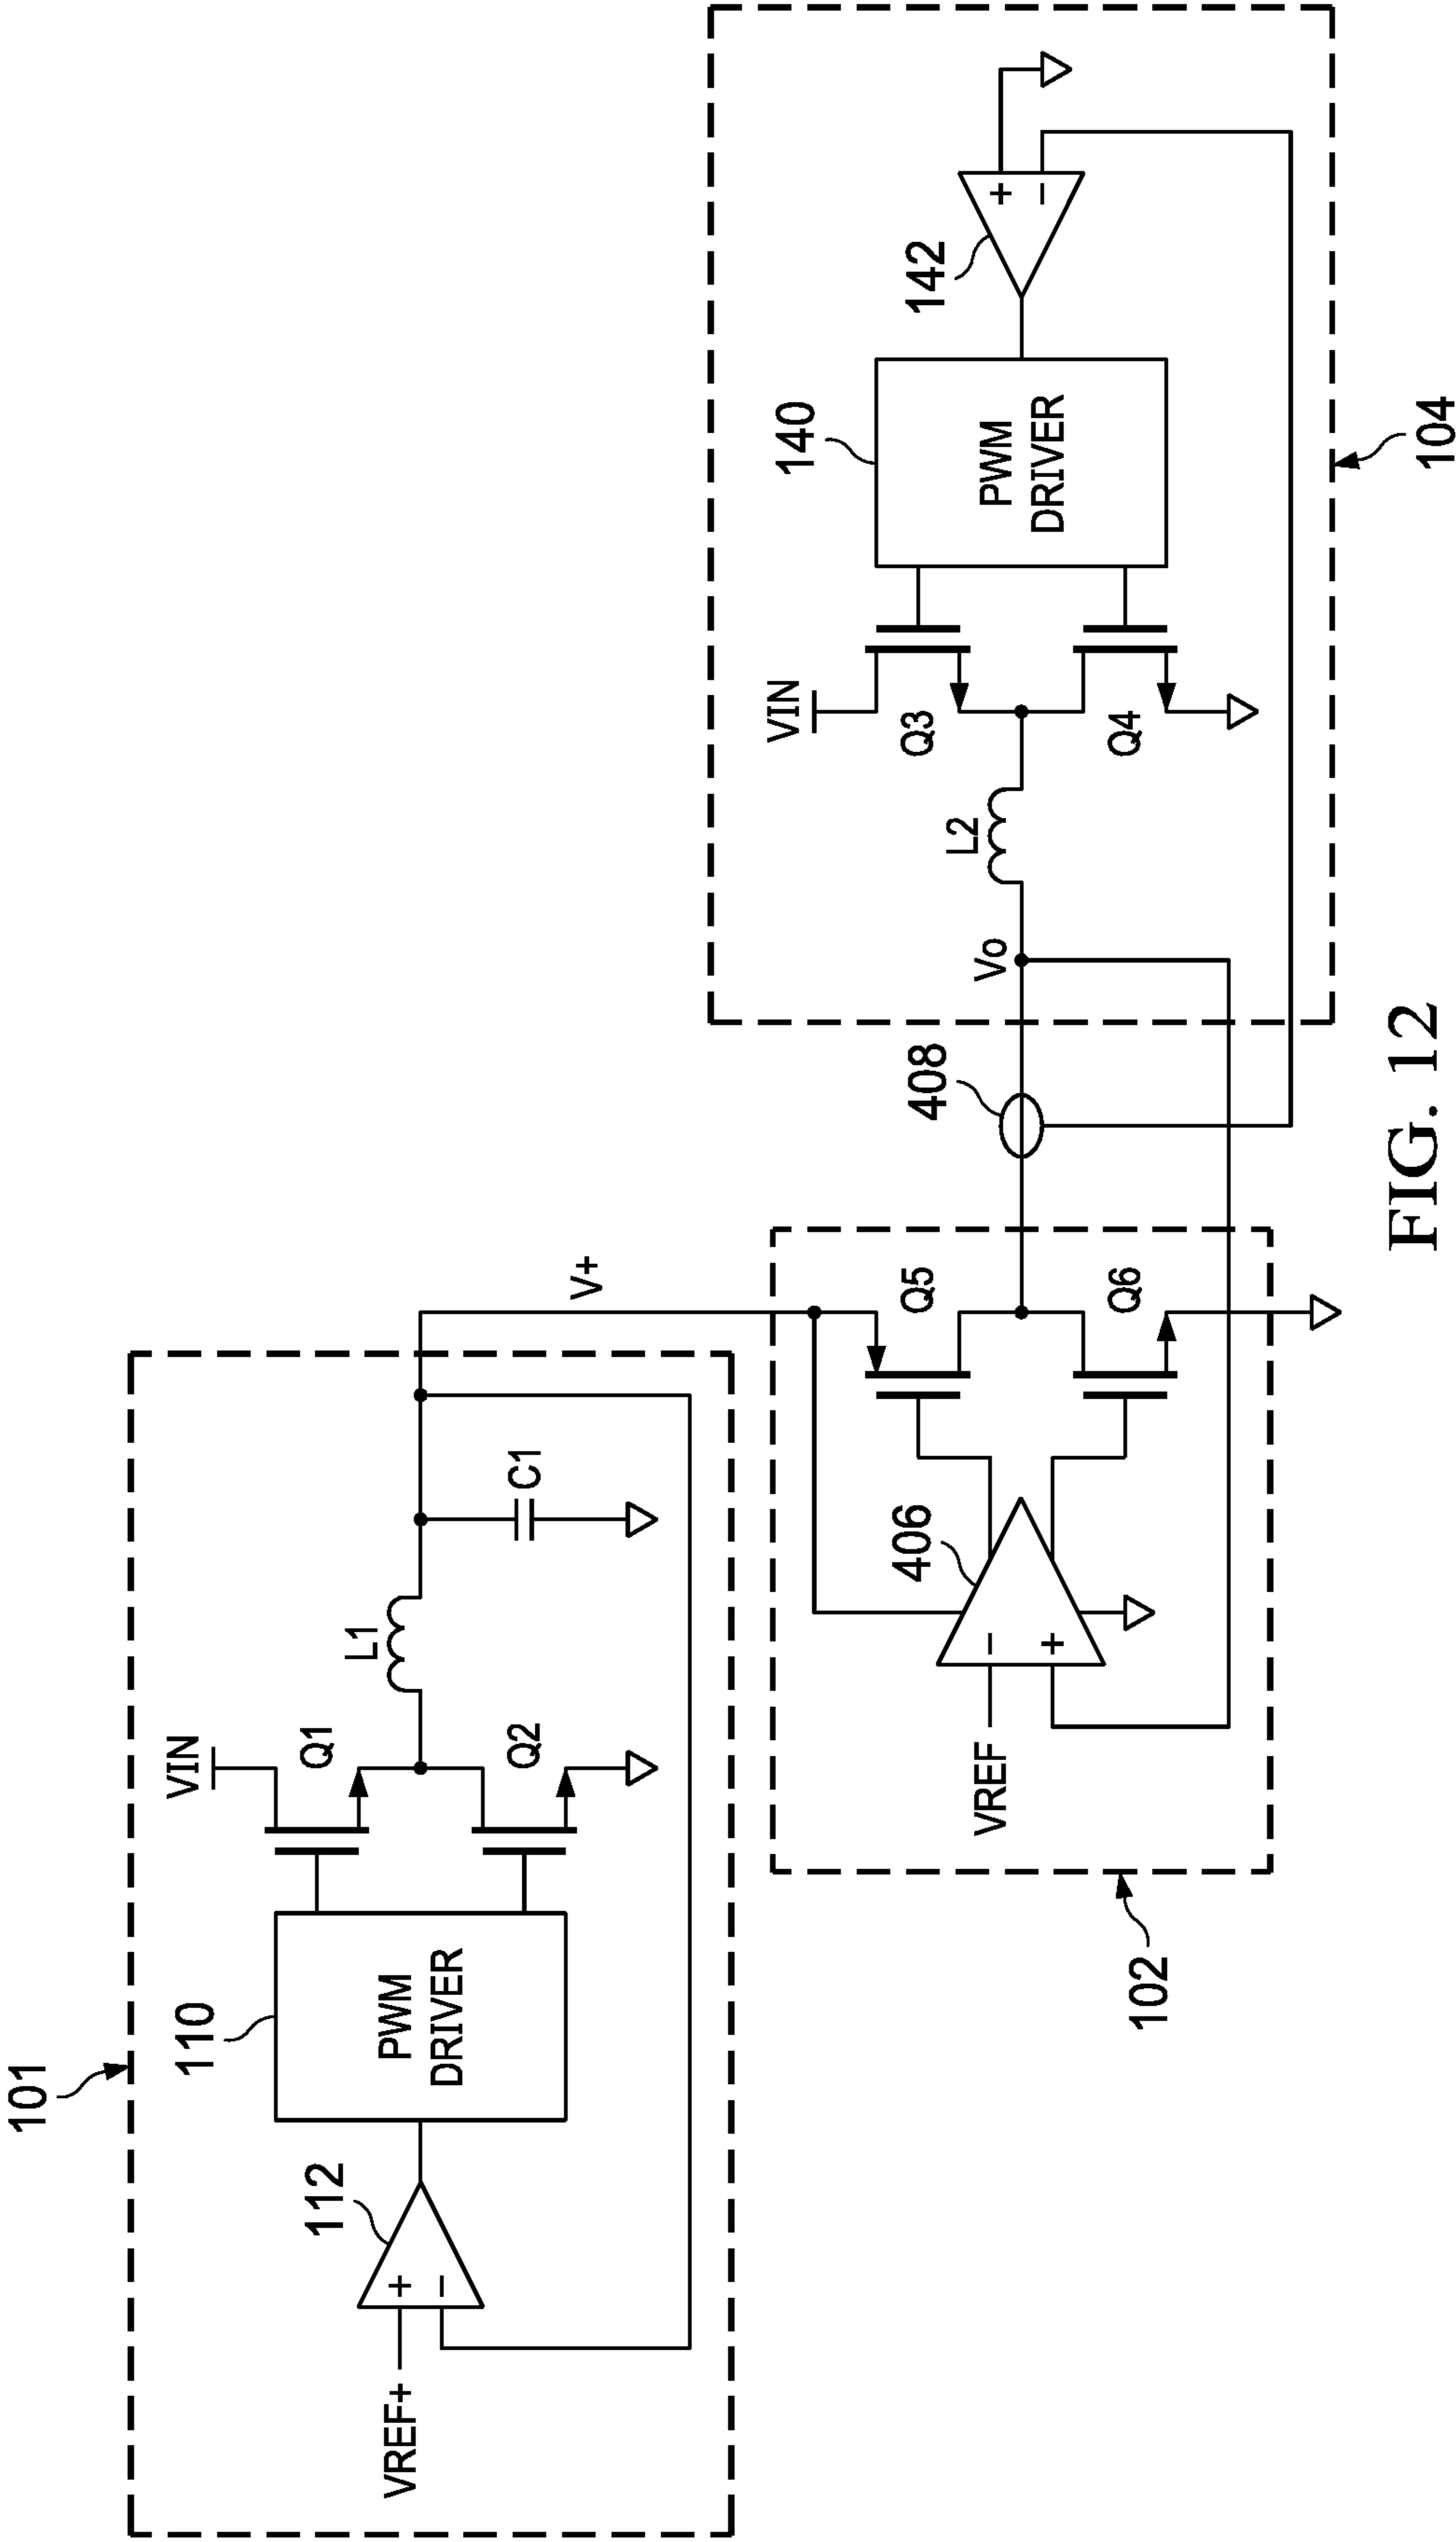 101
VIN
110
112
PWM
DRIVER
Q1
Q2
L1
C1
VREF+
+
−
V+
102
VREF
−
+
406
Q5
Q6
408
Vo
L2
VIN
Q3
Q4
140
PWM
DRIVER
142
+
−
104
FIG. 12